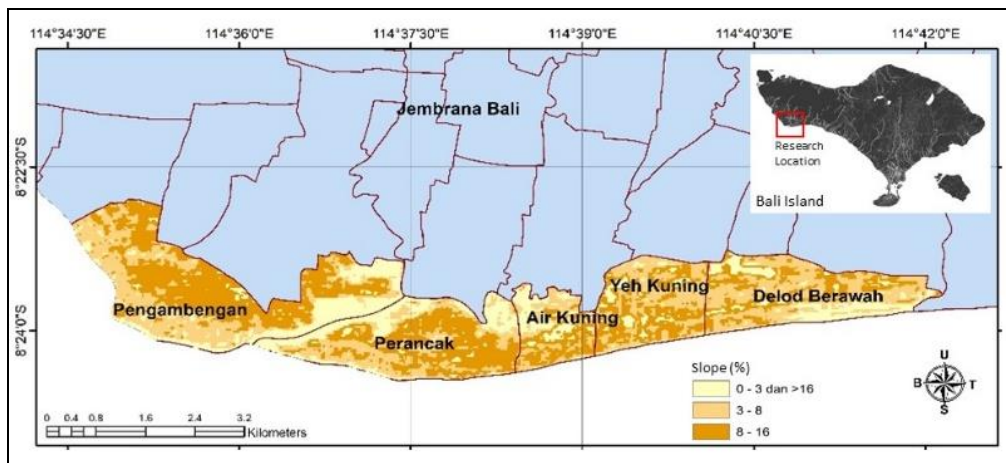 114°34'30"E 114°36'0"E 114°37'30"E 114°39'0"E 114°40'30"E 114°42'0"E
Jembrana Bali
Research
Location
Bali Island
8°22'30"S
Pengambengan
Perancak
Air Kuning
Yeh Kuning
Delod Berawah
8°24'0"S
Slope (%)
0 - 3 dan >16
3 - 8
8 - 16
U
B T
S
0 0.4 0.8 1.6 2.4 3.2
Kilometers